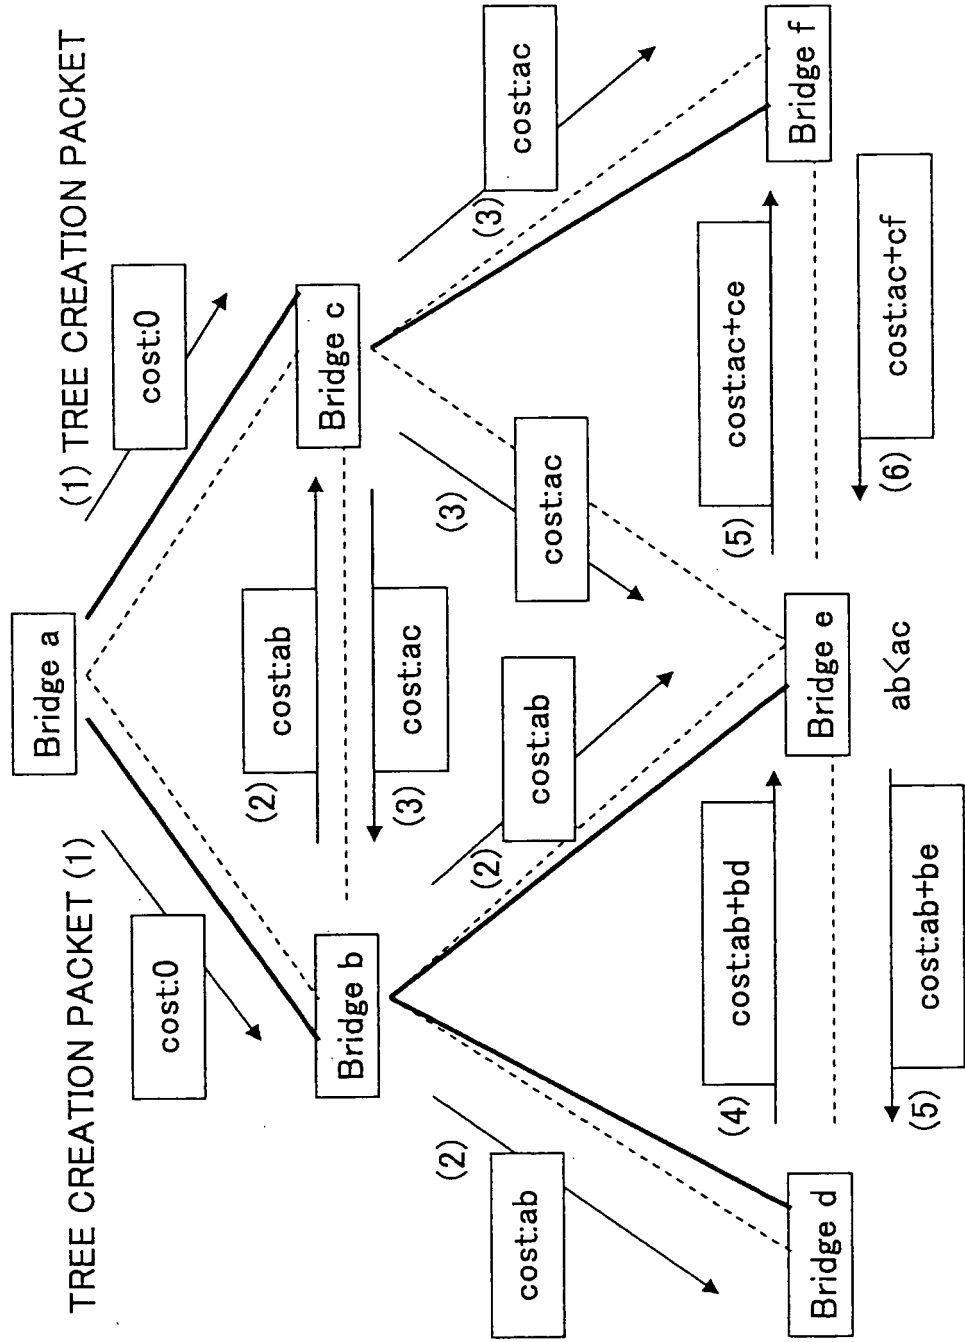 Bridge a
TREE CREATION PACKET (1)
(1) TREE CREATION PACKET
cost:0
cost:0
(2)
cost:ab
Bridge b
Bridge c
(3)
cost:ac
(2)
cost:ab
(2)
cost:ab
(3)
cost:ac
(3)
cost:ac
(4)
cost:ab+bd
(5)
cost:ac+ce
Bridge d
Bridge e
Bridge f
ab<ac
(5)
cost:ab+be
(6)
cost:ac+cf